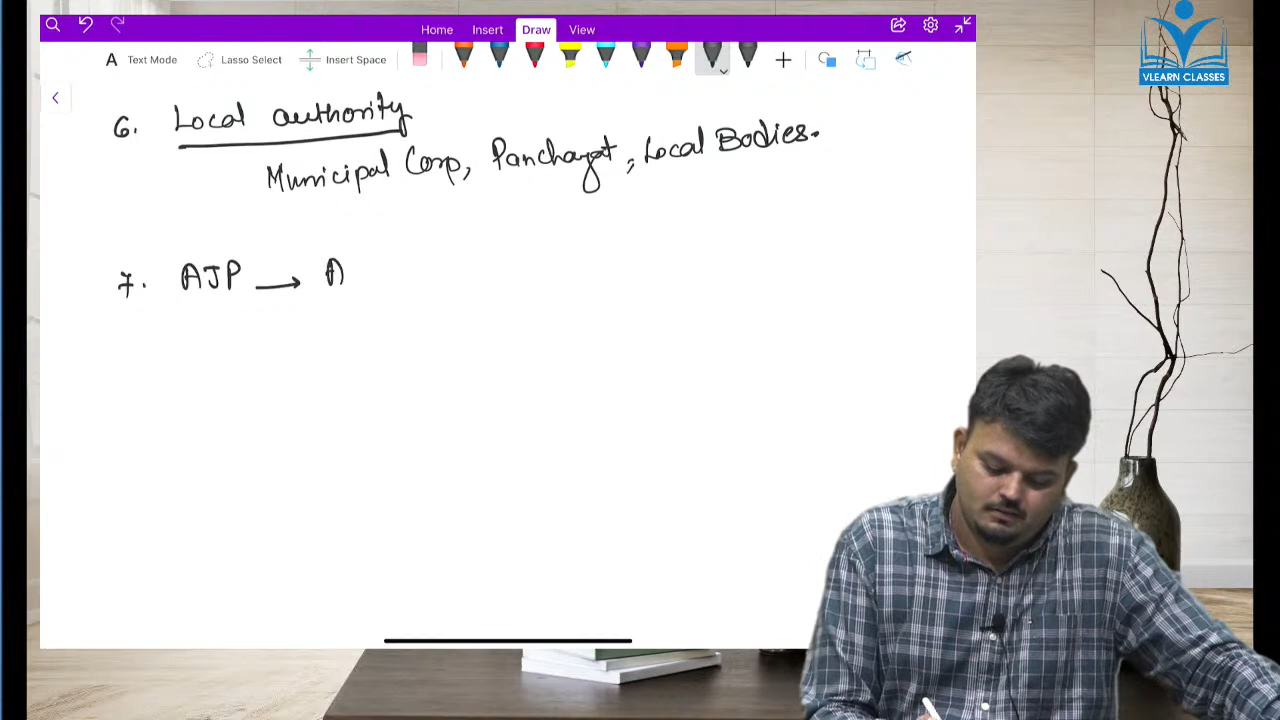 Home Insert Draw View
A Text Mode Lasso Select Insert Space
VLEARN CLASSES
6. Local authority
Municipal Corp, Panchayat, Local Bodies.
7. AJP → A